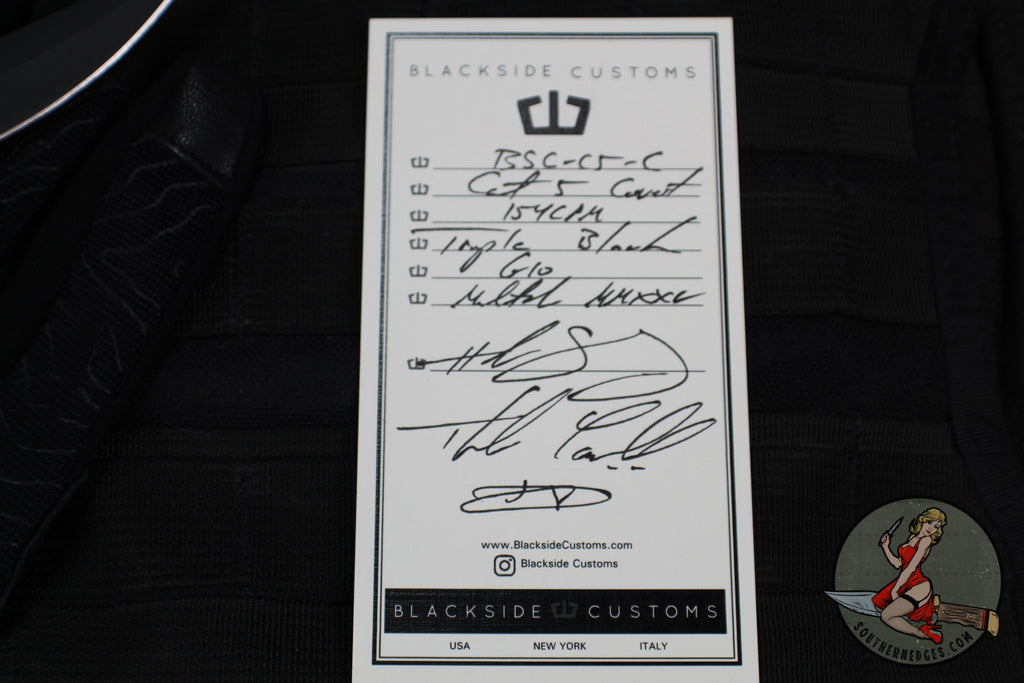 BLACKSIDE CUSTOMS
BSC-C5-C
Cat 5 Covert
154CPM
Triple Black
G10
MMXXV
www.BlacksideCustoms.com
Blackside Customs
BLACKSIDE CUSTOMS
USA NEW YORK ITALY
SOUTHERNEDGES.COM